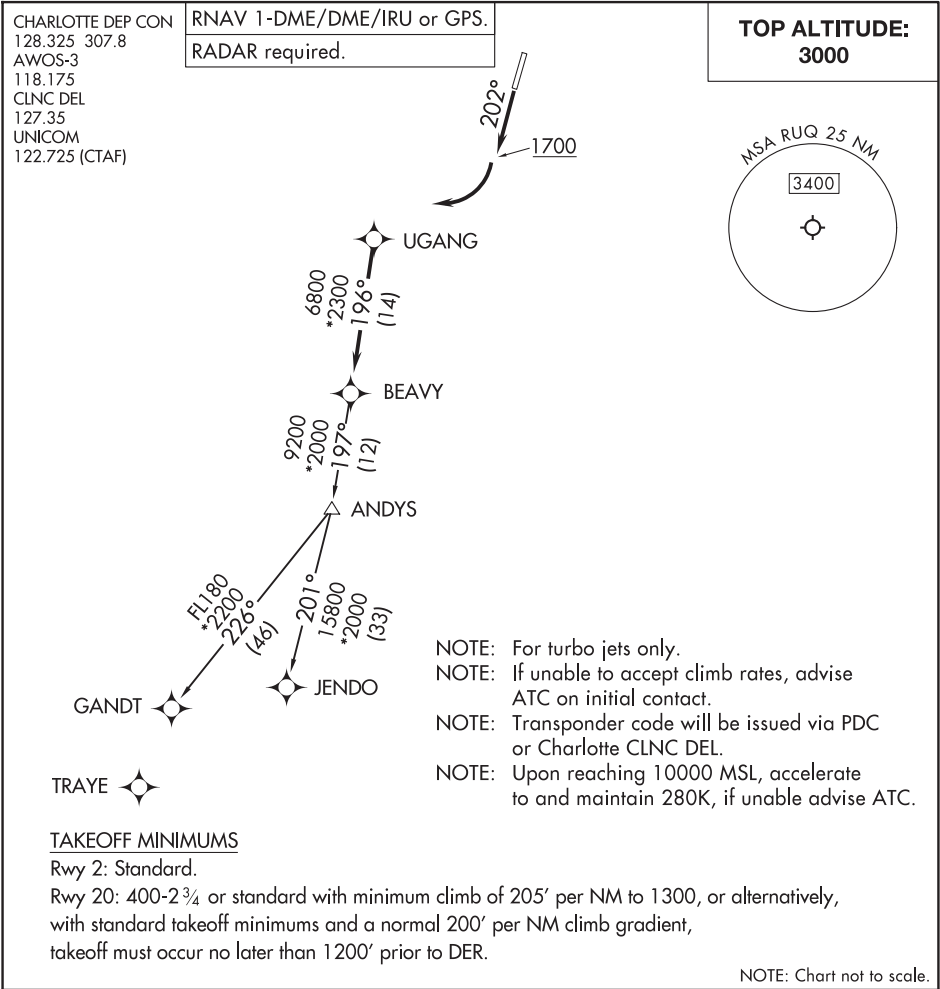 CHARLOTTE DEP CON
128.325 307.8
AWOS-3
118.175
CLNC DEL
127.35
UNICOM
122.725 (CTAF)
RNAV 1-DME/DME/IRU or GPS.
RADAR required.
TOP ALTITUDE:
3000
202°
1700
MSA RUQ 25 NM
3400
UGANG
6800
*2300
196°
(14)
BEAVY
9200
*2000
197°
(12)
ANDYS
FL180
*2200
226°
(46)
201°
15800
*2000
(33)
GANDT
JENDO
TRAYE
NOTE: For turbo jets only.
NOTE: If unable to accept climb rates, advise
ATC on initial contact.
NOTE: Transponder code will be issued via PDC
or Charlotte CLNC DEL.
NOTE: Upon reaching 10000 MSL, accelerate
to and maintain 280K, if unable advise ATC.
TAKEOFF MINIMUMS
Rwy 2: Standard.
Rwy 20: 400-2 3/4 or standard with minimum climb of 205' per NM to 1300, or alternatively,
with standard takeoff minimums and a normal 200' per NM climb gradient,
takeoff must occur no later than 1200' prior to DER.
NOTE: Chart not to scale.